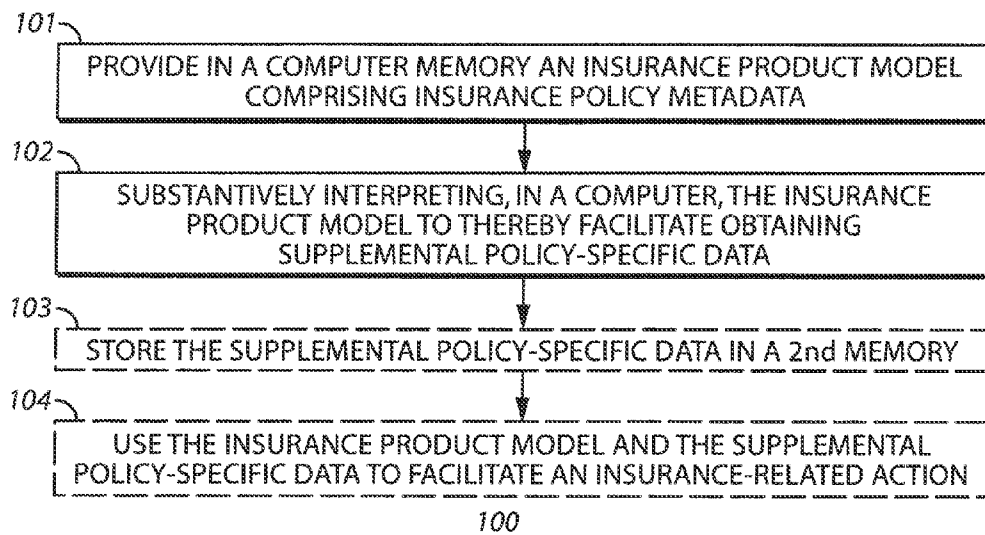 101
PROVIDE IN A COMPUTER MEMORY AN INSURANCE PRODUCT MODEL
COMPRISING INSURANCE POLICY METADATA
102
SUBSTANTIVELY INTERPRETING, IN A COMPUTER, THE INSURANCE
PRODUCT MODEL TO THEREBY FACILITATE OBTAINING
SUPPLEMENTAL POLICY-SPECIFIC DATA
103
STORE THE SUPPLEMENTAL POLICY-SPECIFIC DATA IN A 2nd MEMORY
104
USE THE INSURANCE PRODUCT MODEL AND THE SUPPLEMENTAL
POLICY-SPECIFIC DATA TO FACILITATE AN INSURANCE-RELATED ACTION
100